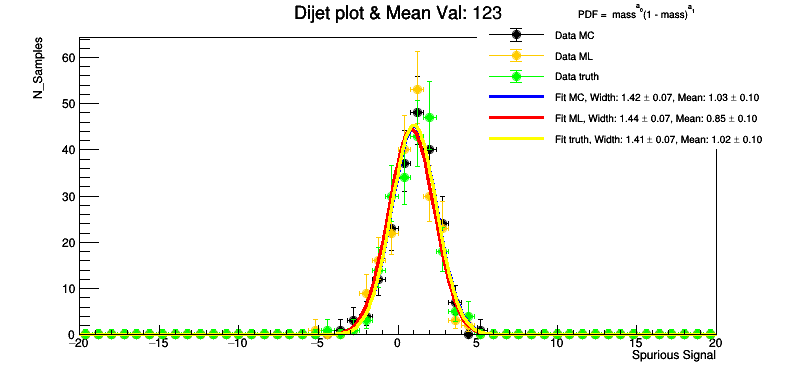 Dijet plot & Mean Val: 123
PDF = mass^a_0(1 - mass)^a_1
Data MC
Data ML
Data truth
Fit MC, Width: 1.42 ± 0.07, Mean: 1.03 ± 0.10
Fit ML, Width: 1.44 ± 0.07, Mean: 0.85 ± 0.10
Fit truth, Width: 1.41 ± 0.07, Mean: 1.02 ± 0.10
N_Samples
60
50
40
30
20
10
0
−20 −15 −10 −5 0 5 10 15 20
Spurious Signal